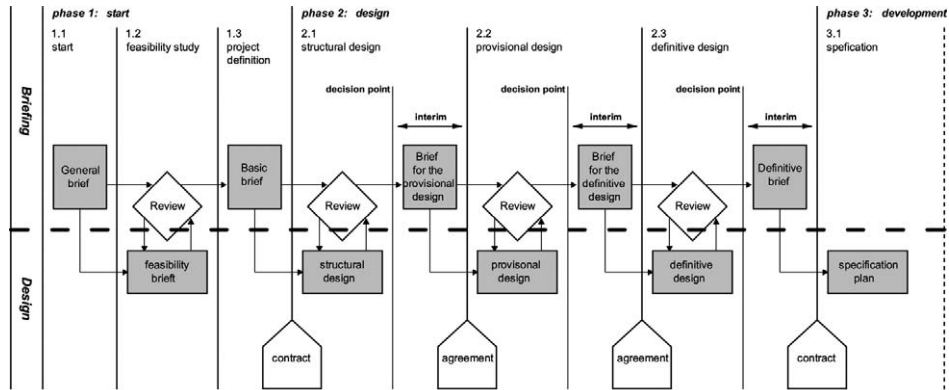 phase 1: start
phase 2: design
phase 3: development
1.1
start
1.2
feasibility study
1.3
project
definition
2.1
structural design
2.2
provisional design
2.3
definitive design
3.1
spefication
decision point
decision point
decision point
interim
interim
interim
Briefing
General
brief
Review
Basic
brief
Review
Brief
for the
provisional
design
Review
Brief
for the
definitive
design
Review
Definitive
brief
Design
feasibility
brieft
structural
design
provisonal
design
definitive
design
specification
plan
contract
agreement
agreement
contract